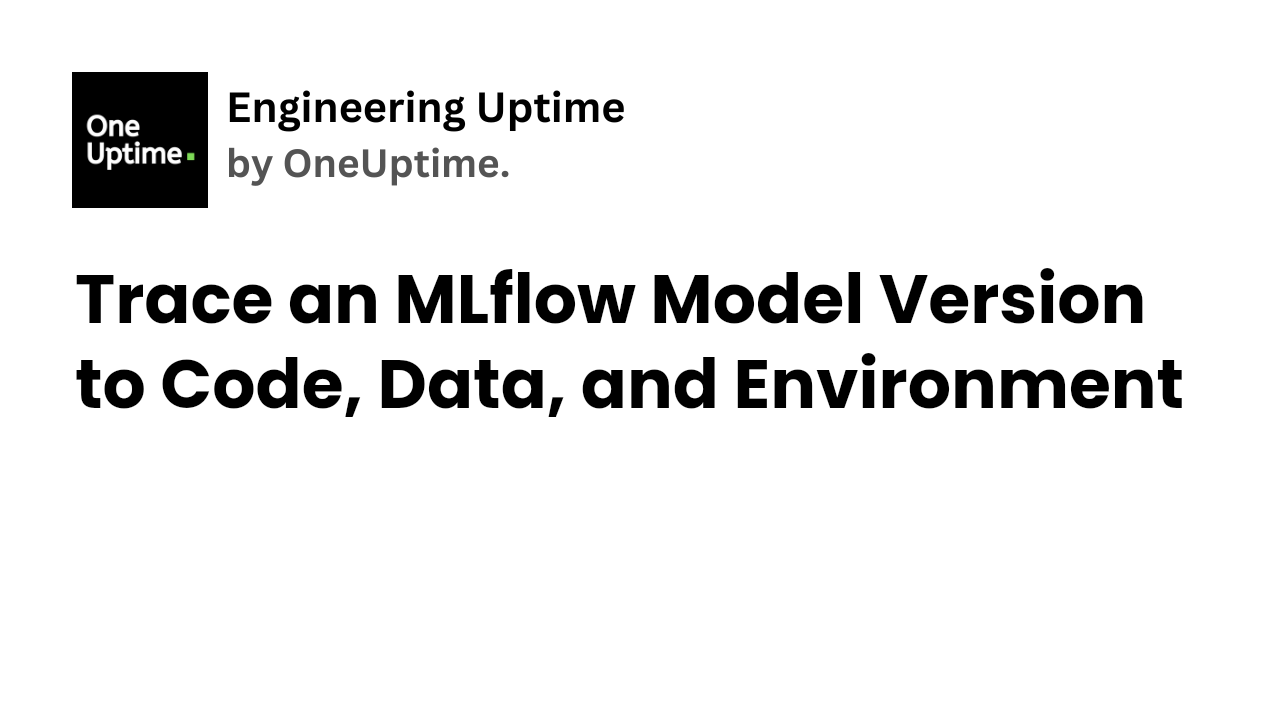 One
Uptime.
Engineering Uptime
by OneUptime.
Trace an MLflow Model Version
to Code, Data, and Environment